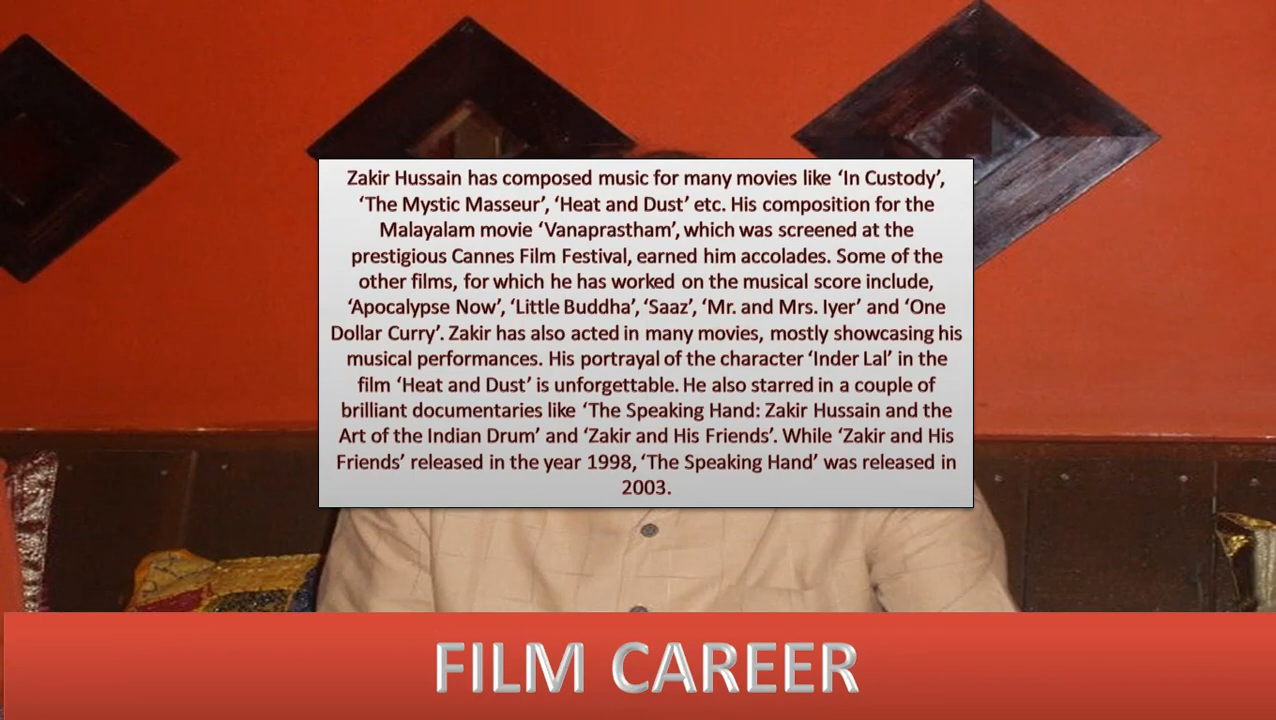 Zakir Hussain has composed music for many movies like ‘In Custody’,
‘The Mystic Masseur’, ‘Heat and Dust’ etc. His composition for the
Malayalam movie ‘Vanaprastham’, which was screened at the
prestigious Cannes Film Festival, earned him accolades. Some of the
other films, for which he has worked on the musical score include,
‘Apocalypse Now’, ‘Little Buddha’, ‘Saaz’, ‘Mr. and Mrs. Iyer’ and ‘One
Dollar Curry’. Zakir has also acted in many movies, mostly showcasing his
musical performances. His portrayal of the character ‘Inder Lal’ in the
film ‘Heat and Dust’ is unforgettable. He also starred in a couple of
brilliant documentaries like ‘The Speaking Hand: Zakir Hussain and the
Art of the Indian Drum’ and ‘Zakir and His Friends’. While ‘Zakir and His
Friends’ released in the year 1998, ‘The Speaking Hand’ was released in
2003.
FILM CAREER